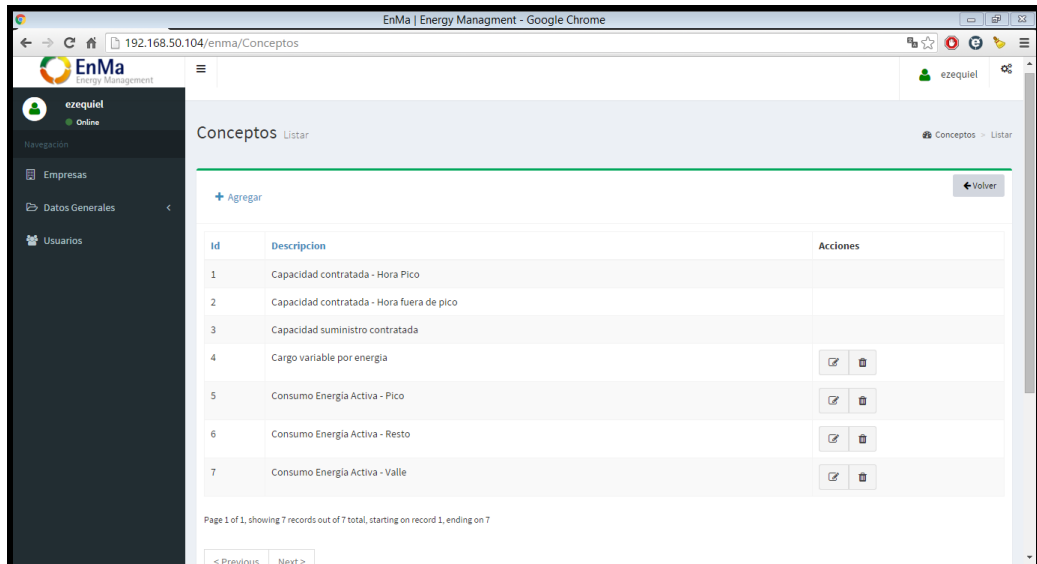 EnMa | Energy Managment - Google Chrome
192.168.50.104/enma/Conceptos
EnMa
Energy Management
ezequiel
ezequiel
Online
Navegación
Empresas
Datos Generales
Usuarios
Conceptos Listar
Conceptos > Listar
Agregar
Volver
Id Descripcion Acciones
1 Capacidad contratada - Hora Pico
2 Capacidad contratada - Hora fuera de pico
3 Capacidad suministro contratada
4 Cargo variable por energia
5 Consumo Energía Activa - Pico
6 Consumo Energía Activa - Resto
7 Consumo Energía Activa - Valle
Page 1 of 1, showing 7 records out of 7 total, starting on record 1, ending on 7
< Previous Next >